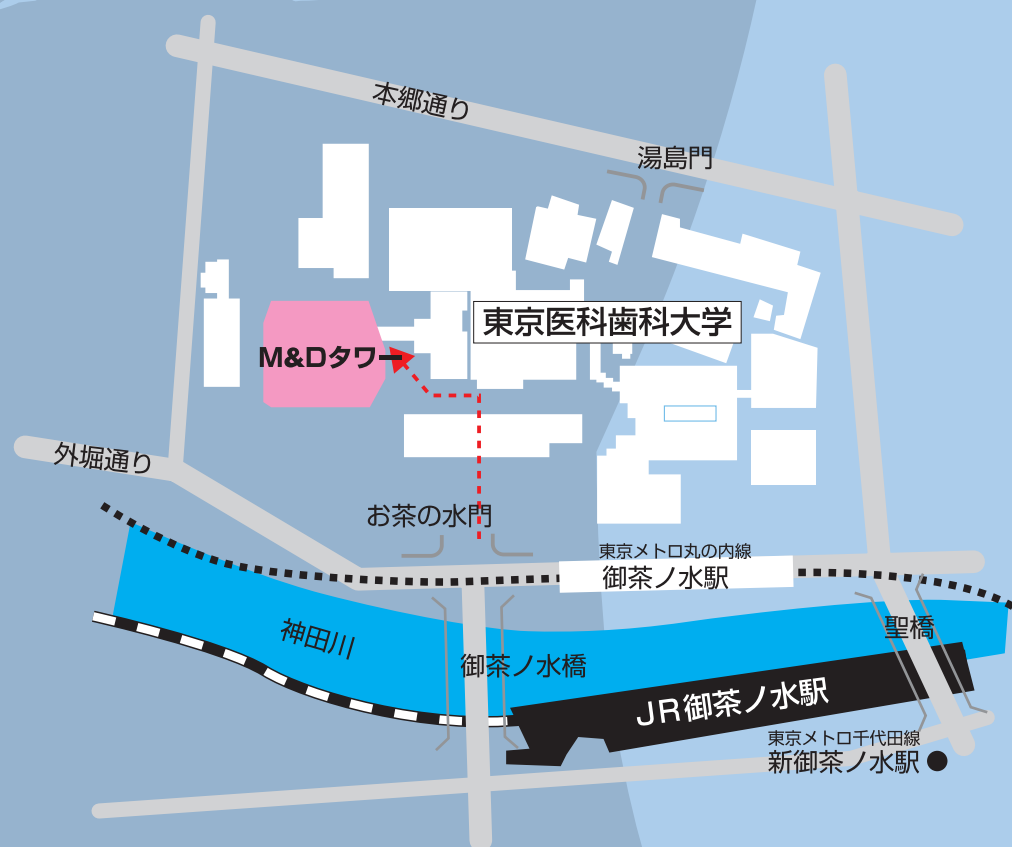 本郷通り
湯島門
東京医科歯科大学
M&Dタワー
外堀通り
お茶の水門
東京メトロ丸の内線
御茶ノ水駅
神田川
御茶ノ水橋
聖橋
JR御茶ノ水駅
東京メトロ千代田線
新御茶ノ水駅